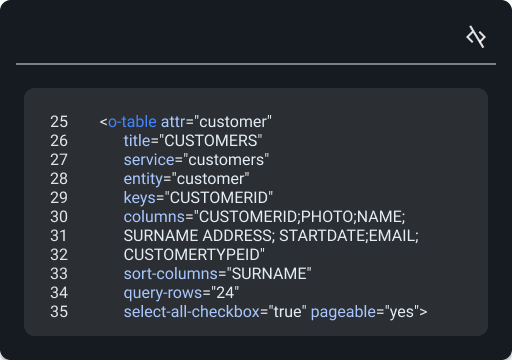 25 <o-table attr="customer"
26 title="CUSTOMERS"
27 service="customers"
28 entity="customer"
29 keys="CUSTOMERID"
30 columns="CUSTOMERID;PHOTO;NAME;
31 SURNAME ADDRESS; STARTDATE;EMAIL;
32 CUSTOMERTYPEID"
33 sort-columns="SURNAME"
34 query-rows="24"
35 select-all-checkbox="true" pageable="yes">